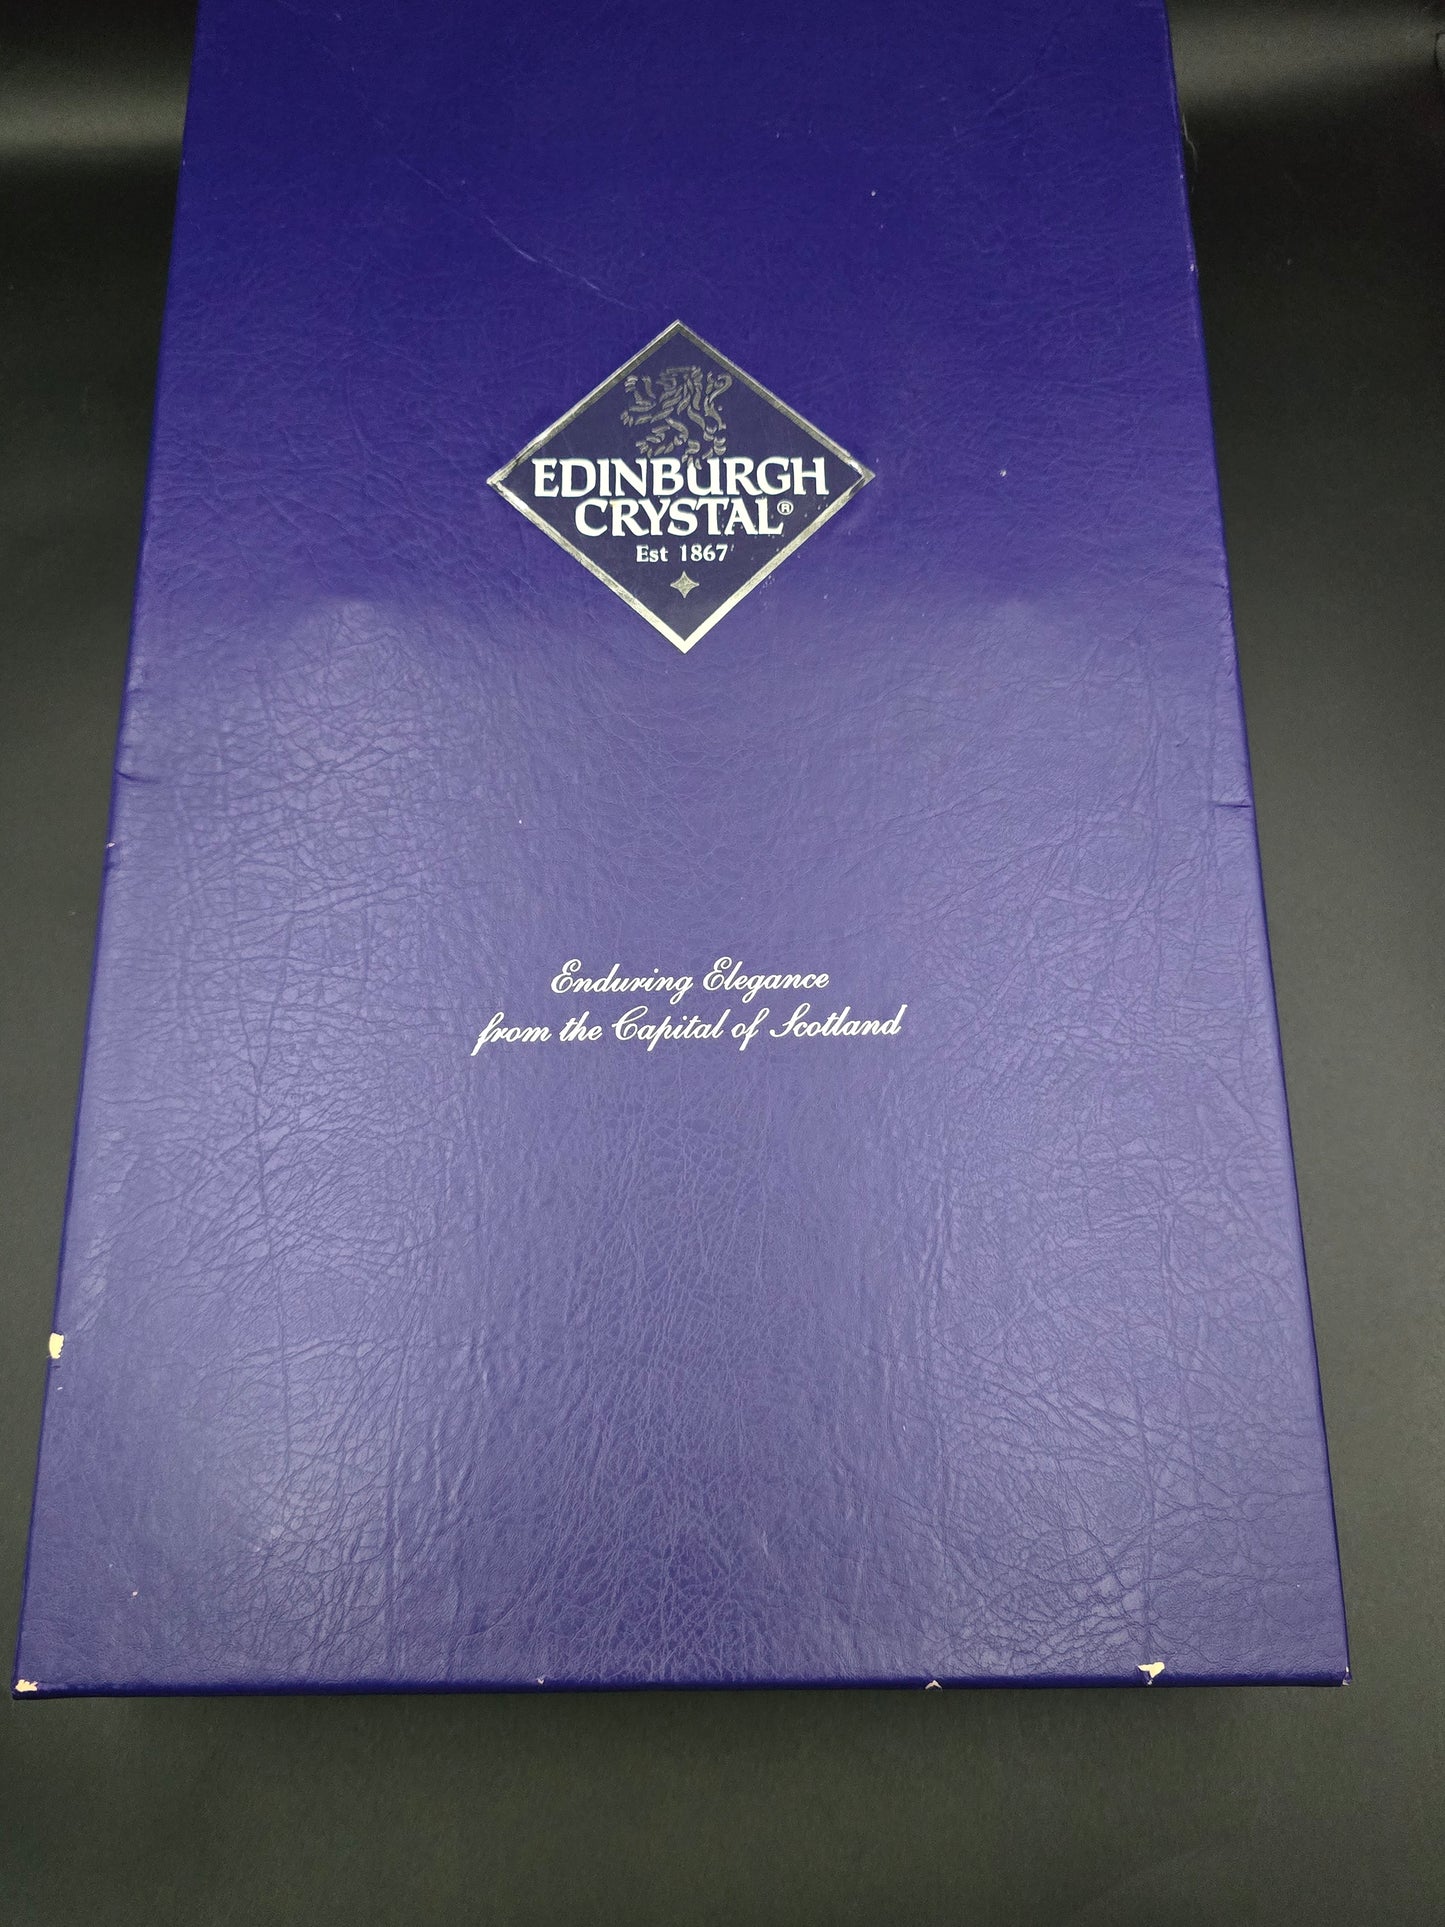 EDINBURGH
CRYSTAL®
Est 1867
Enduring Elegance
from the Capital of Scotland